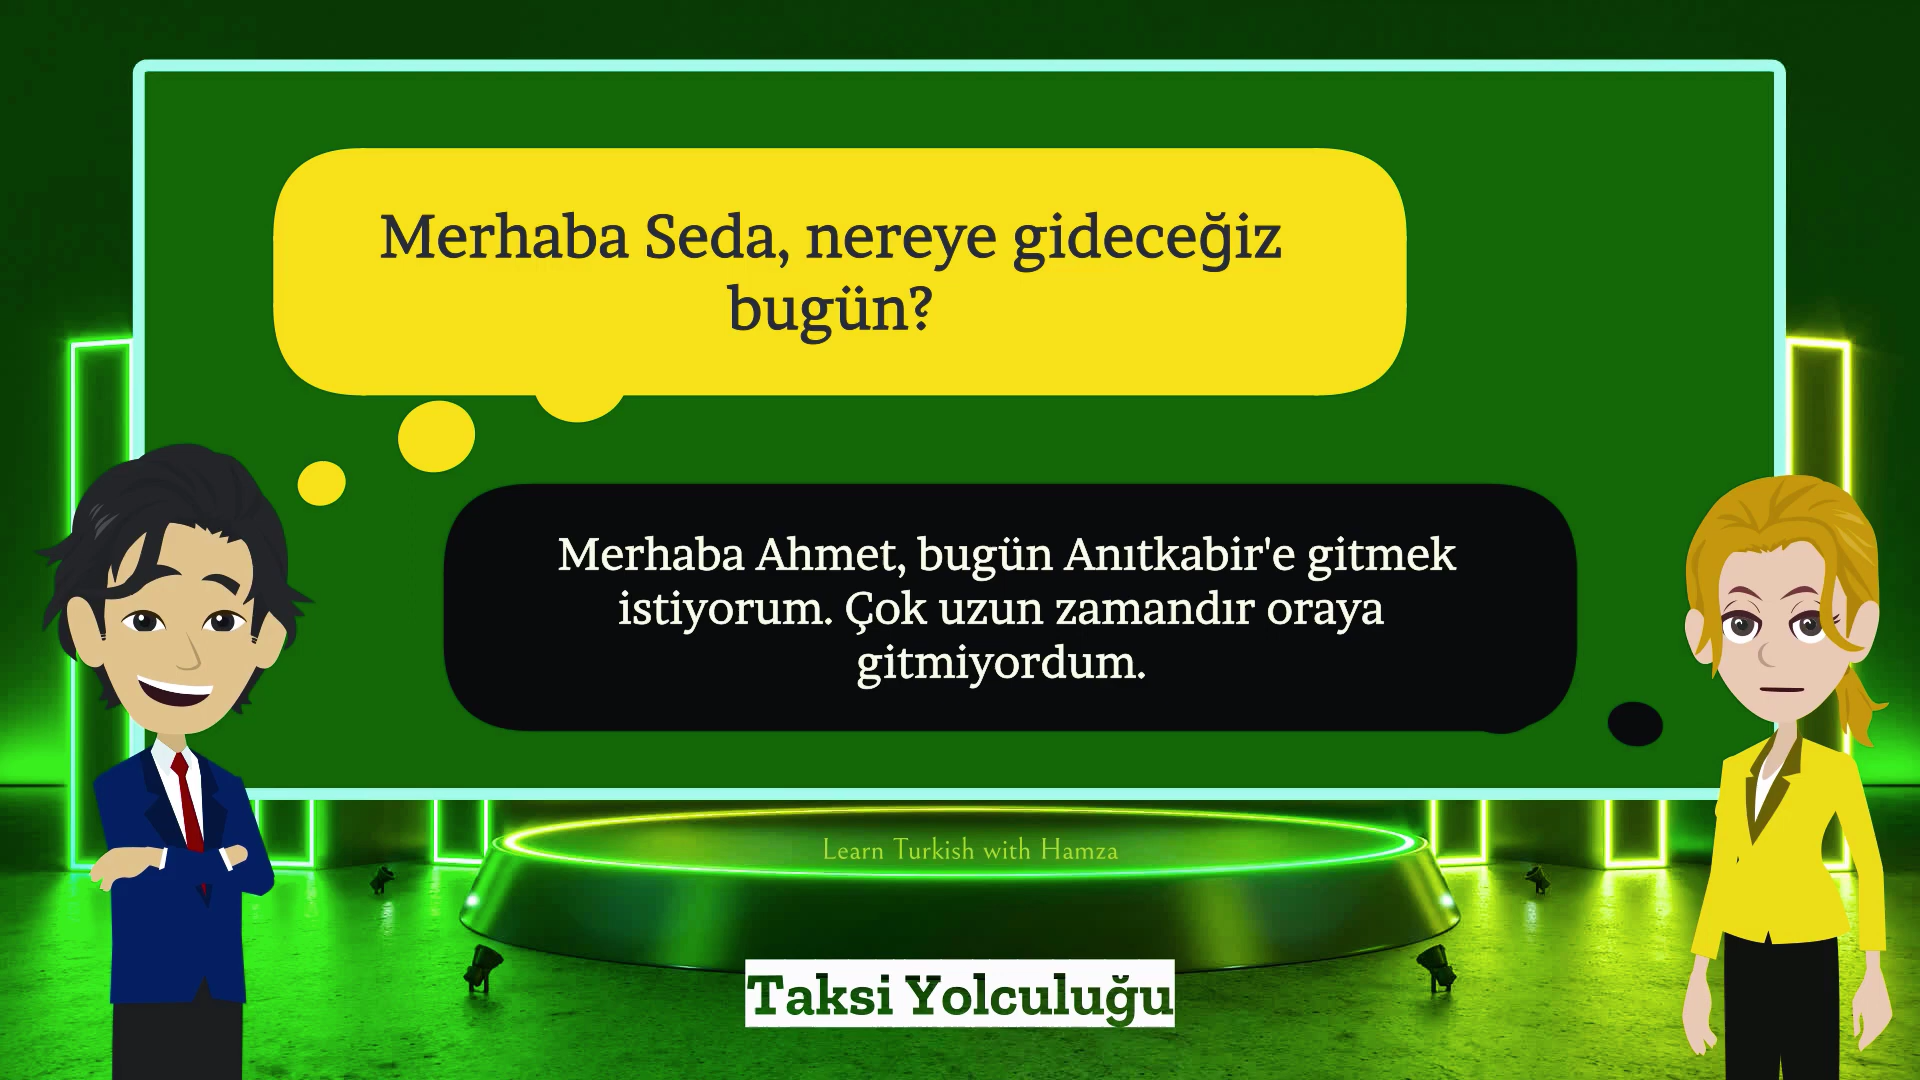 Merhaba Seda, nereye gideceğiz
bugün?
Merhaba Ahmet, bugün Anıtkabir'e gitmek
istiyorum. Çok uzun zamandır oraya
gitmiyordum.
Learn Turkish with Hamza
Taksi Yolculuğu